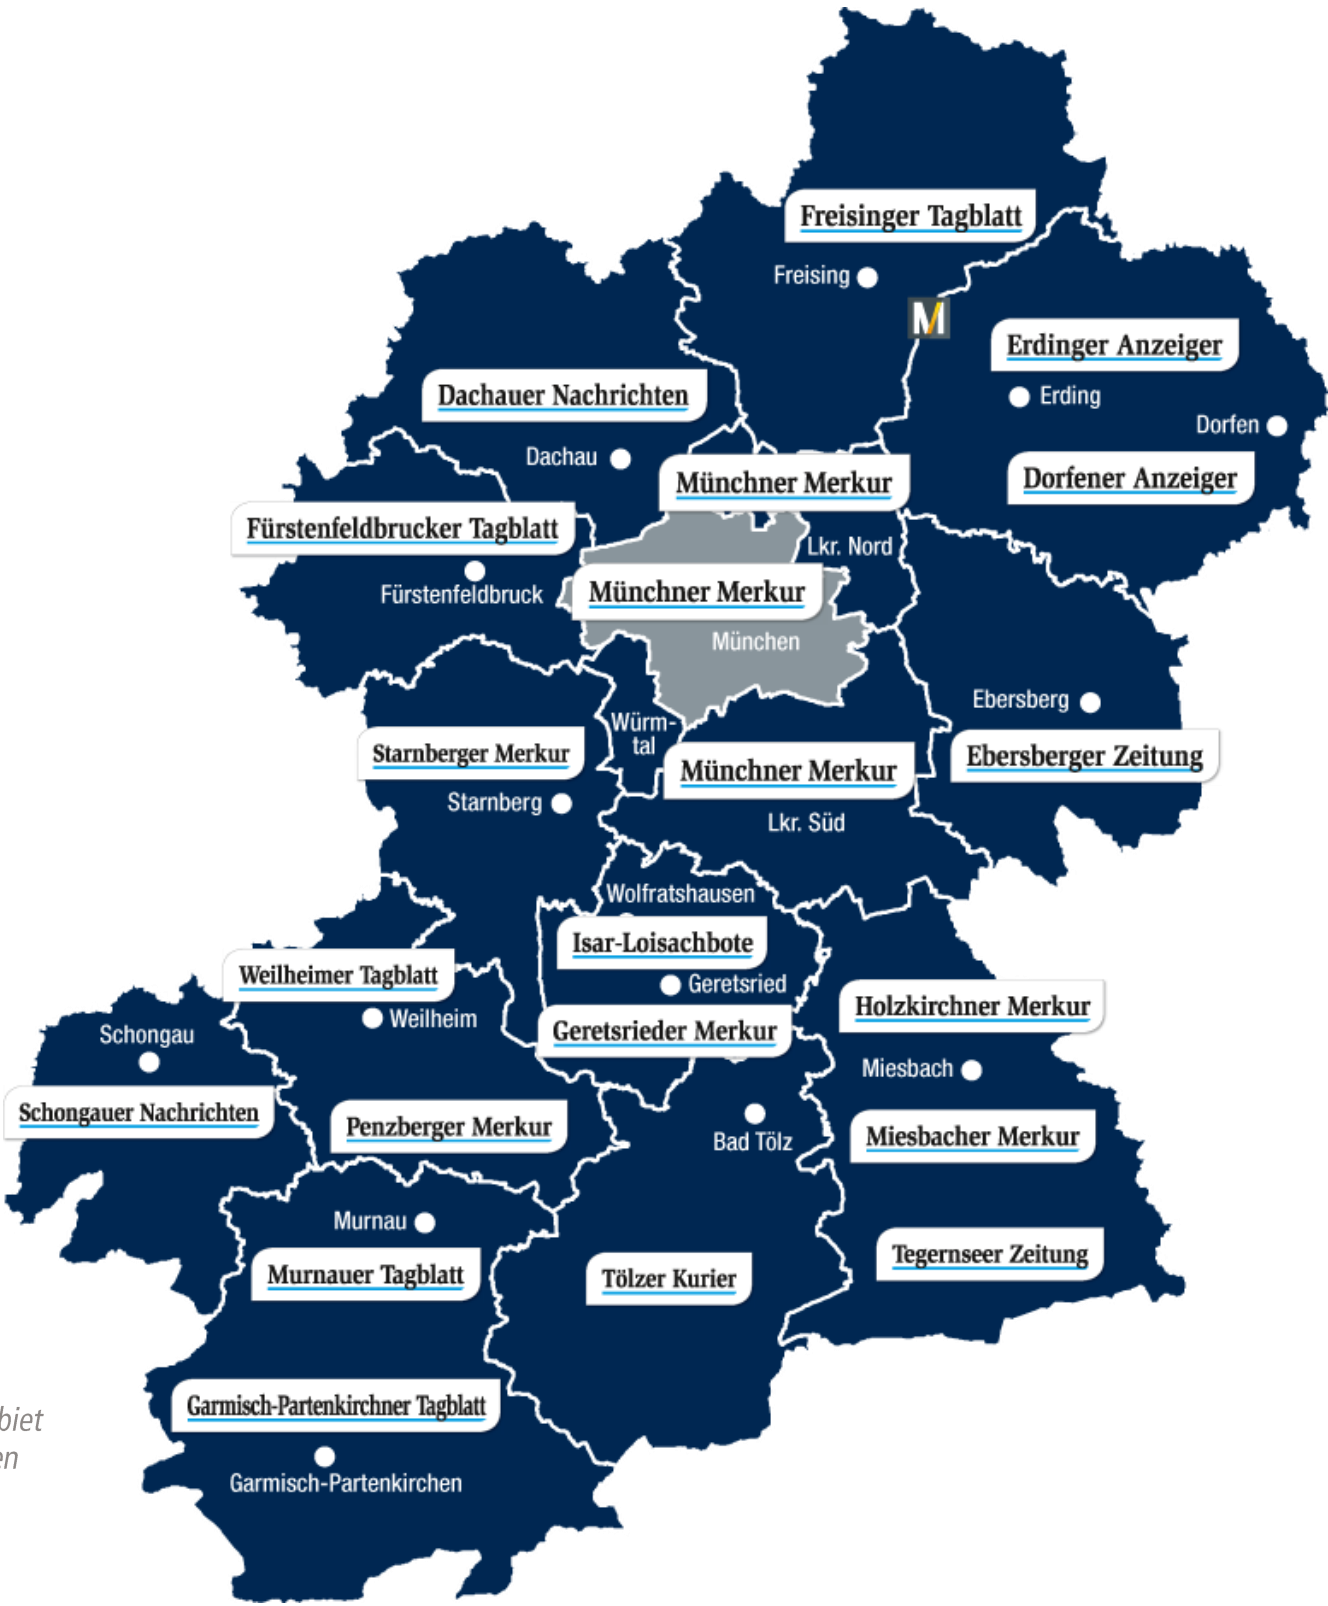 Freisinger Tagblatt
Freising
M
Erdinger Anzeiger
Erding
Dachauer Nachrichten
Dorfen
Dachau
Münchner Merkur
Dorfener Anzeiger
Fürstenfeldbrucker Tagblatt
Lkr. Nord
Fürstenfeldbruck
Münchner Merkur
München
Ebersberg
Würm-
tal
Starnberger Merkur
Ebersberger Zeitung
Münchner Merkur
Starnberg
Lkr. Süd
Wolfratshausen
Isar-Loisachbote
Weilheimer Tagblatt
Geretsried
Holzkirchner Merkur
Weilheim
Geretsrieder Merkur
Schongau
Miesbach
Schongauer Nachrichten
Penzberger Merkur
Bad Tölz
Miesbacher Merkur
Murnau
Tegernseer Zeitung
Murnauer Tagblatt
Tölzer Kurier
Garmisch-Partenkirchner Tagblatt
biet
en
Garmisch-Partenkirchen